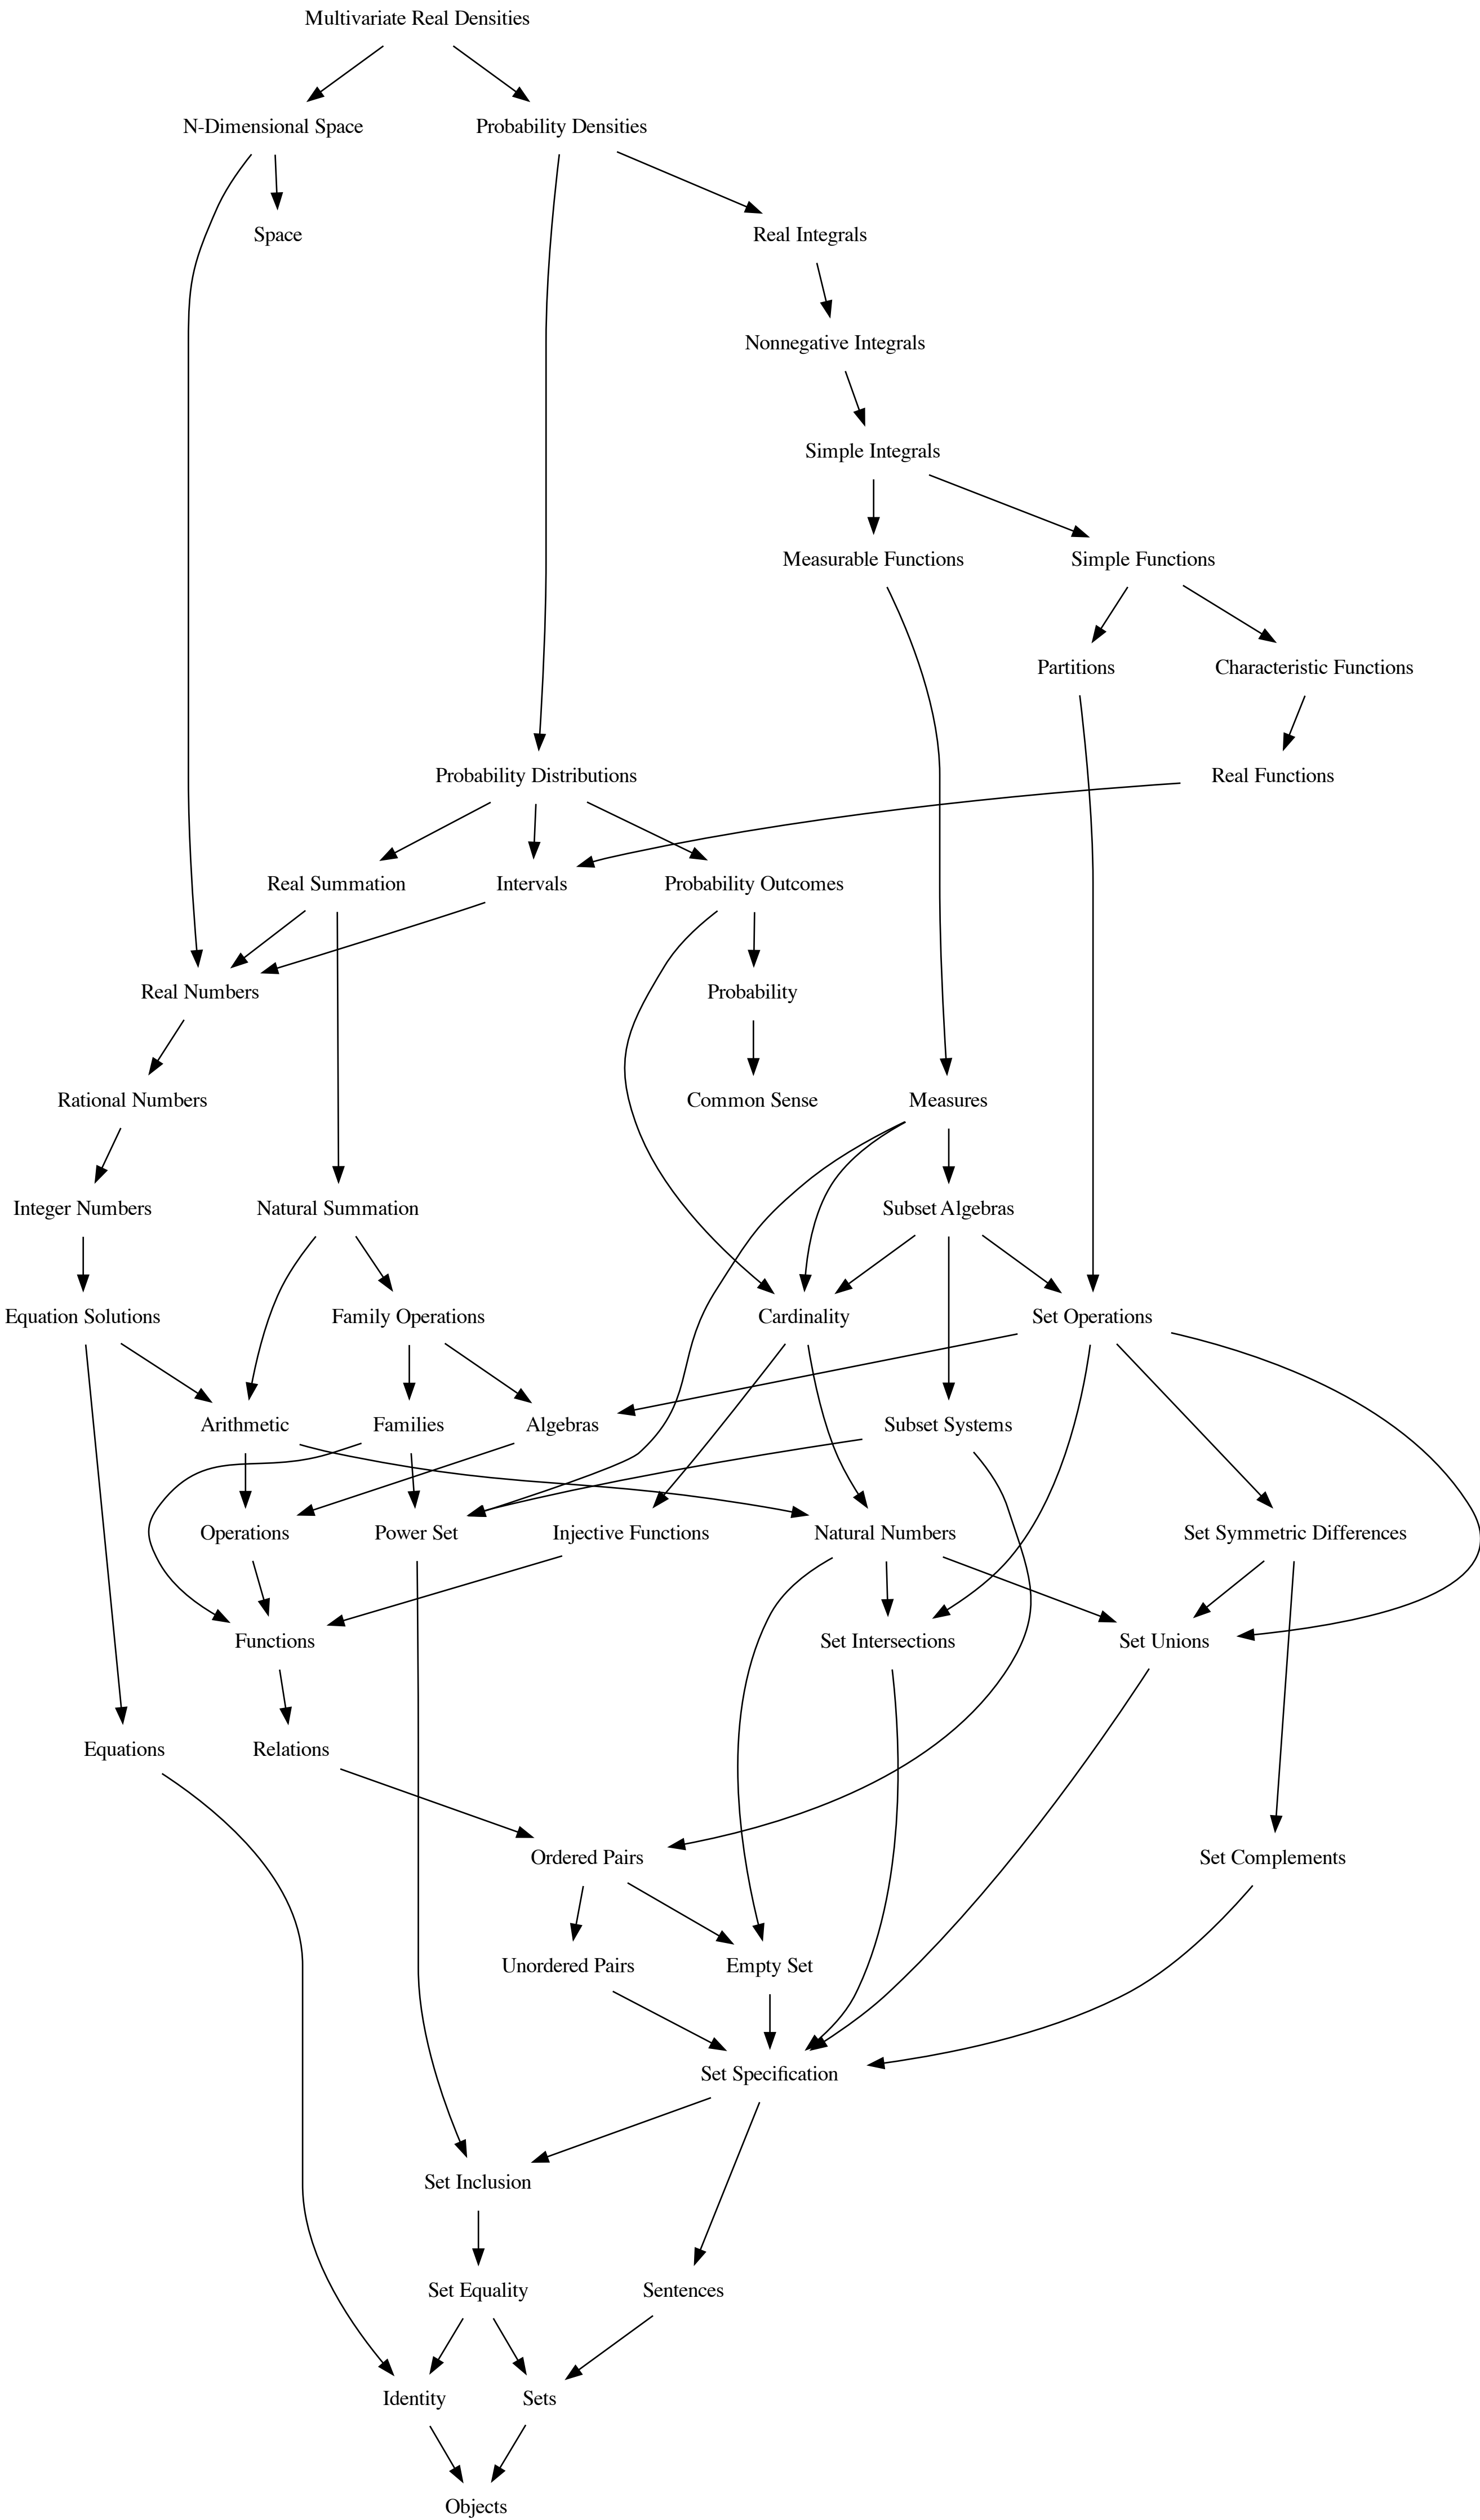 Multivariate Real Densities
N-Dimensional Space
Probability Densities
Space
Real Integrals
Nonnegative Integrals
Simple Integrals
Measurable Functions
Simple Functions
Partitions
Characteristic Functions
Probability Distributions
Real Functions
Real Summation
Intervals
Probability Outcomes
Real Numbers
Probability
Rational Numbers
Common Sense
Measures
Integer Numbers
Natural Summation
Subset Algebras
Equation Solutions
Family Operations
Cardinality
Set Operations
Arithmetic
Families
Algebras
Subset Systems
Operations
Power Set
Injective Functions
Natural Numbers
Set Symmetric Differences
Functions
Set Intersections
Set Unions
Equations
Relations
Ordered Pairs
Set Complements
Unordered Pairs
Empty Set
Set Specification
Set Inclusion
Set Equality
Sentences
Identity
Sets
Objects